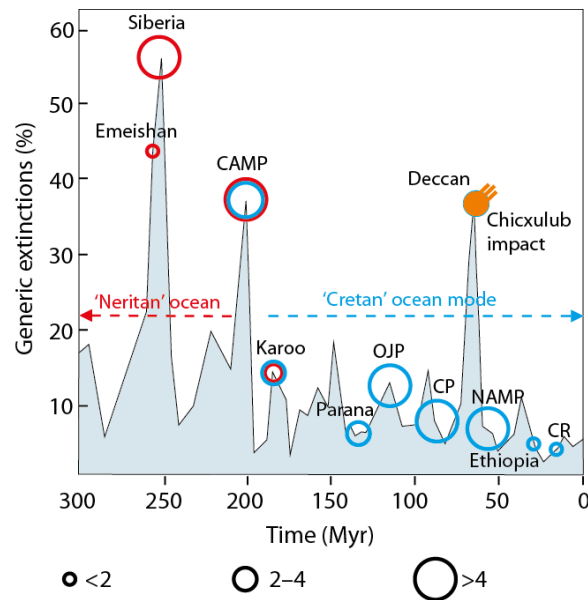 Siberia
60
50
Emeishan
CAMP
40
Deccan
Chicxulub
impact
30
Generic extinctions (%)
'Neritan' ocean
'Cretan' ocean mode
20
Karoo
OJP
CP
NAMP
10
Parana
CR
Ethiopia
300
250
200
150
100
50
0
Time (Myr)
<2
2–4
>4